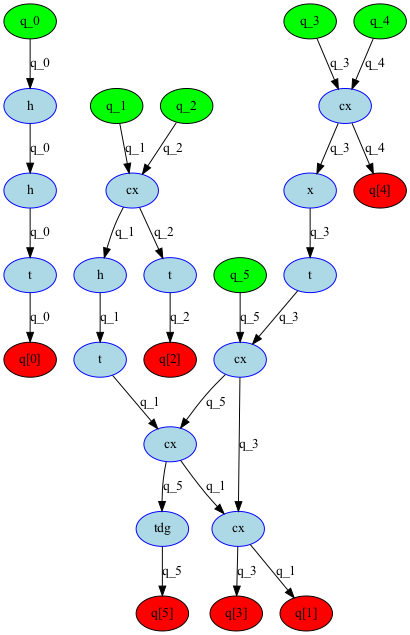 q_0 q_3 q_4
q_0 q_3 q_4
h q_1 q_2 cx
q_0 q_1 q_2 q_3 q_4
h cx x q[4]
q_0 q_1 q_2 q_3
t h t q_5 t
q_0 q_1 q_2 q_5 q_3
q[0] t q[2] cx
q_1 q_5
cx q_3
q_5 q_1
tdg cx
q_5 q_3 q_1
q[5] q[3] q[1]